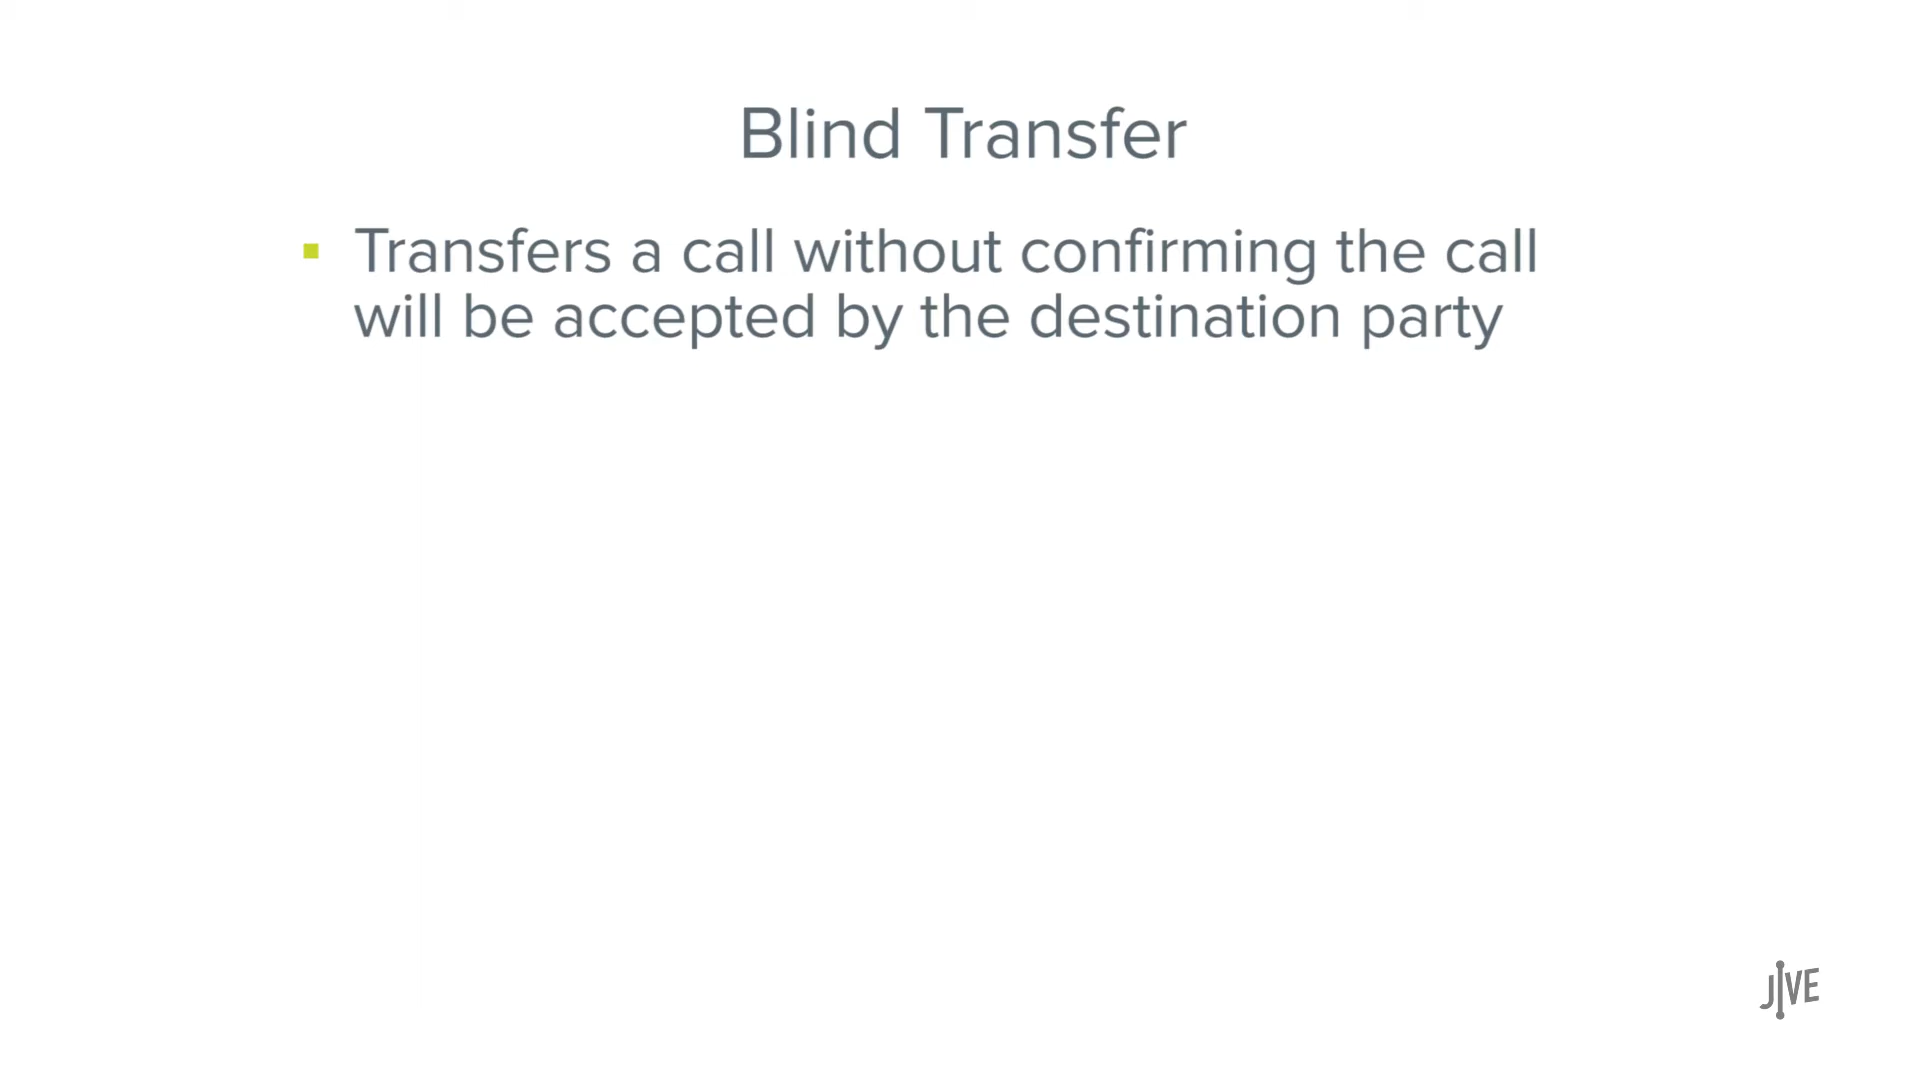 Blind Transfer
▪ Transfers a call without confirming the call
will be accepted by the destination party
JIVE